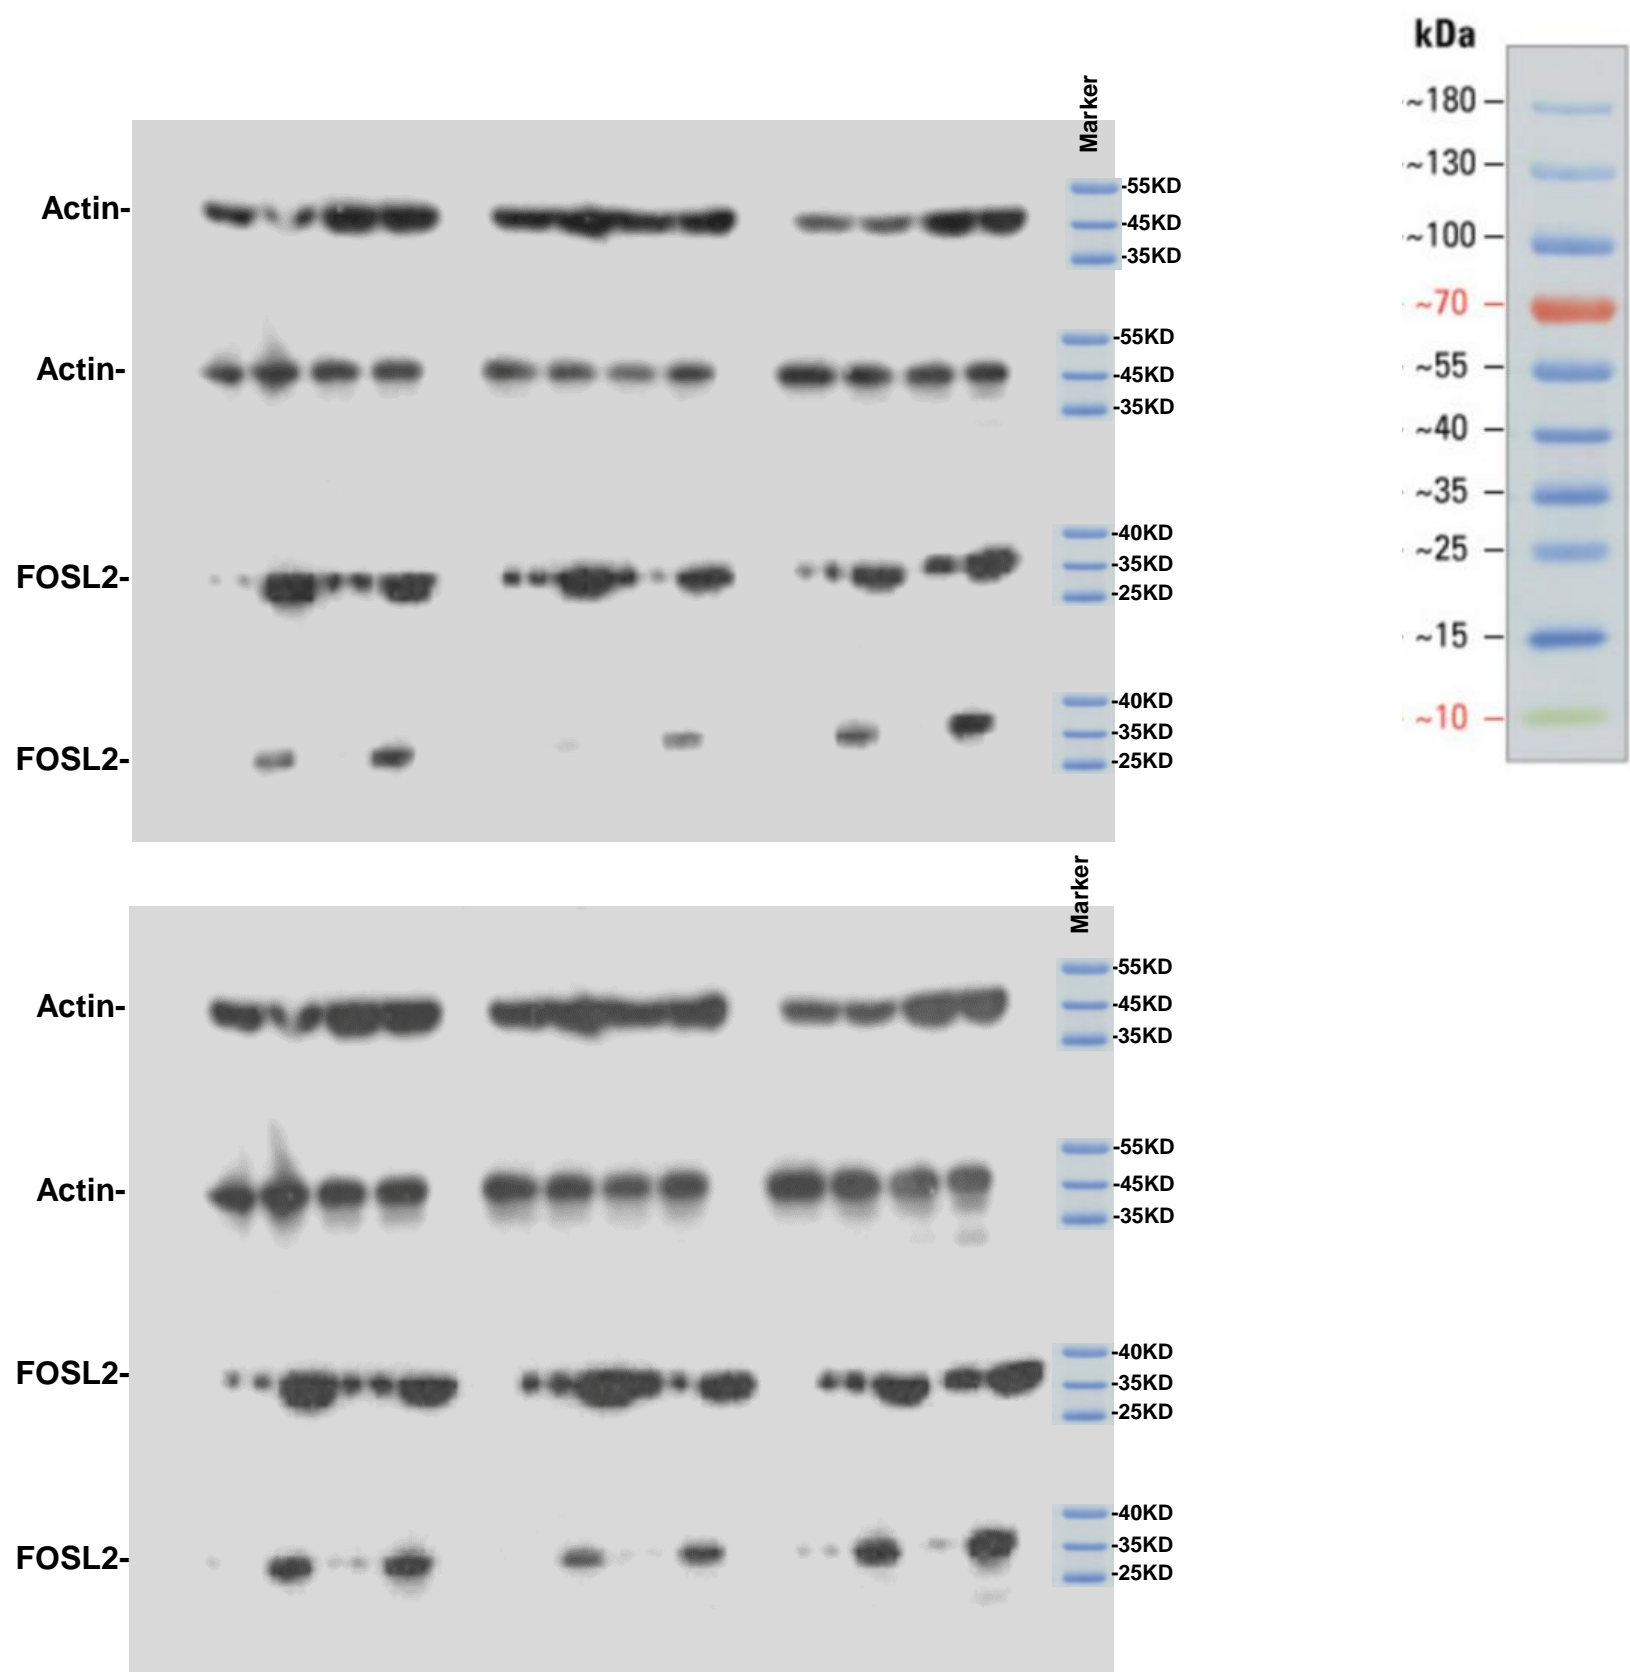 kDa
~180
~130
~100
~70
~55
~40
~35
~25
~15
~10
Marker
Actin-
-55KD
-45KD
-35KD
Actin-
-55KD
-45KD
-35KD
FOSL2-
-40KD
-35KD
-25KD
FOSL2-
-40KD
-35KD
-25KD
Marker
Actin-
-55KD
-45KD
-35KD
Actin-
-55KD
-45KD
-35KD
FOSL2-
-40KD
-35KD
-25KD
FOSL2-
-40KD
-35KD
-25KD